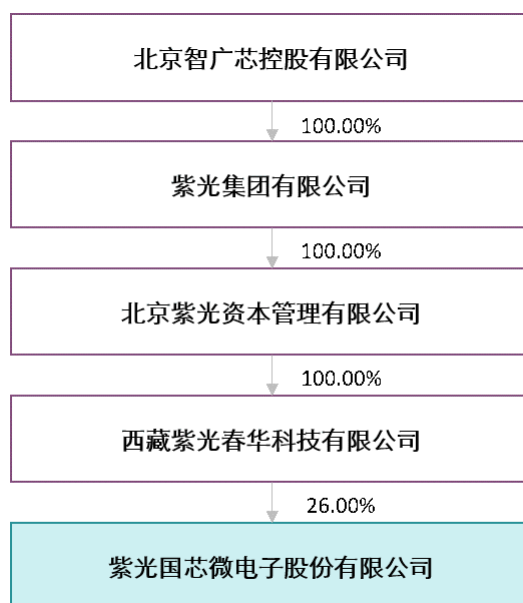 北京智广芯控股有限公司
100.00%
紫光集团有限公司
100.00%
北京紫光资本管理有限公司
100.00%
西藏紫光春华科技有限公司
26.00%
紫光国芯微电子股份有限公司